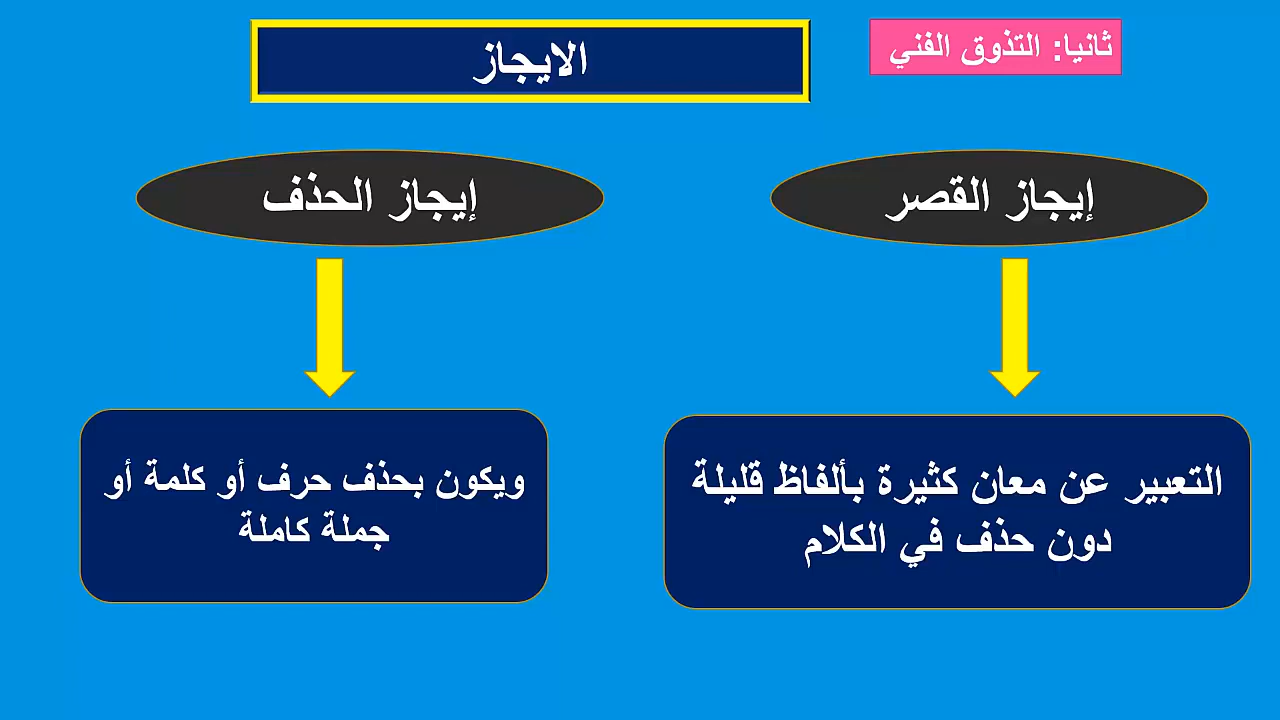 ثانيا: التذوق الفني
الايجاز
إيجاز القصر
إيجاز الحذف
التعبير عن معان كثيرة بألفاظ قليلة
دون حذف في الكلام
ويكون بحذف حرف أو كلمة أو
جملة كاملة